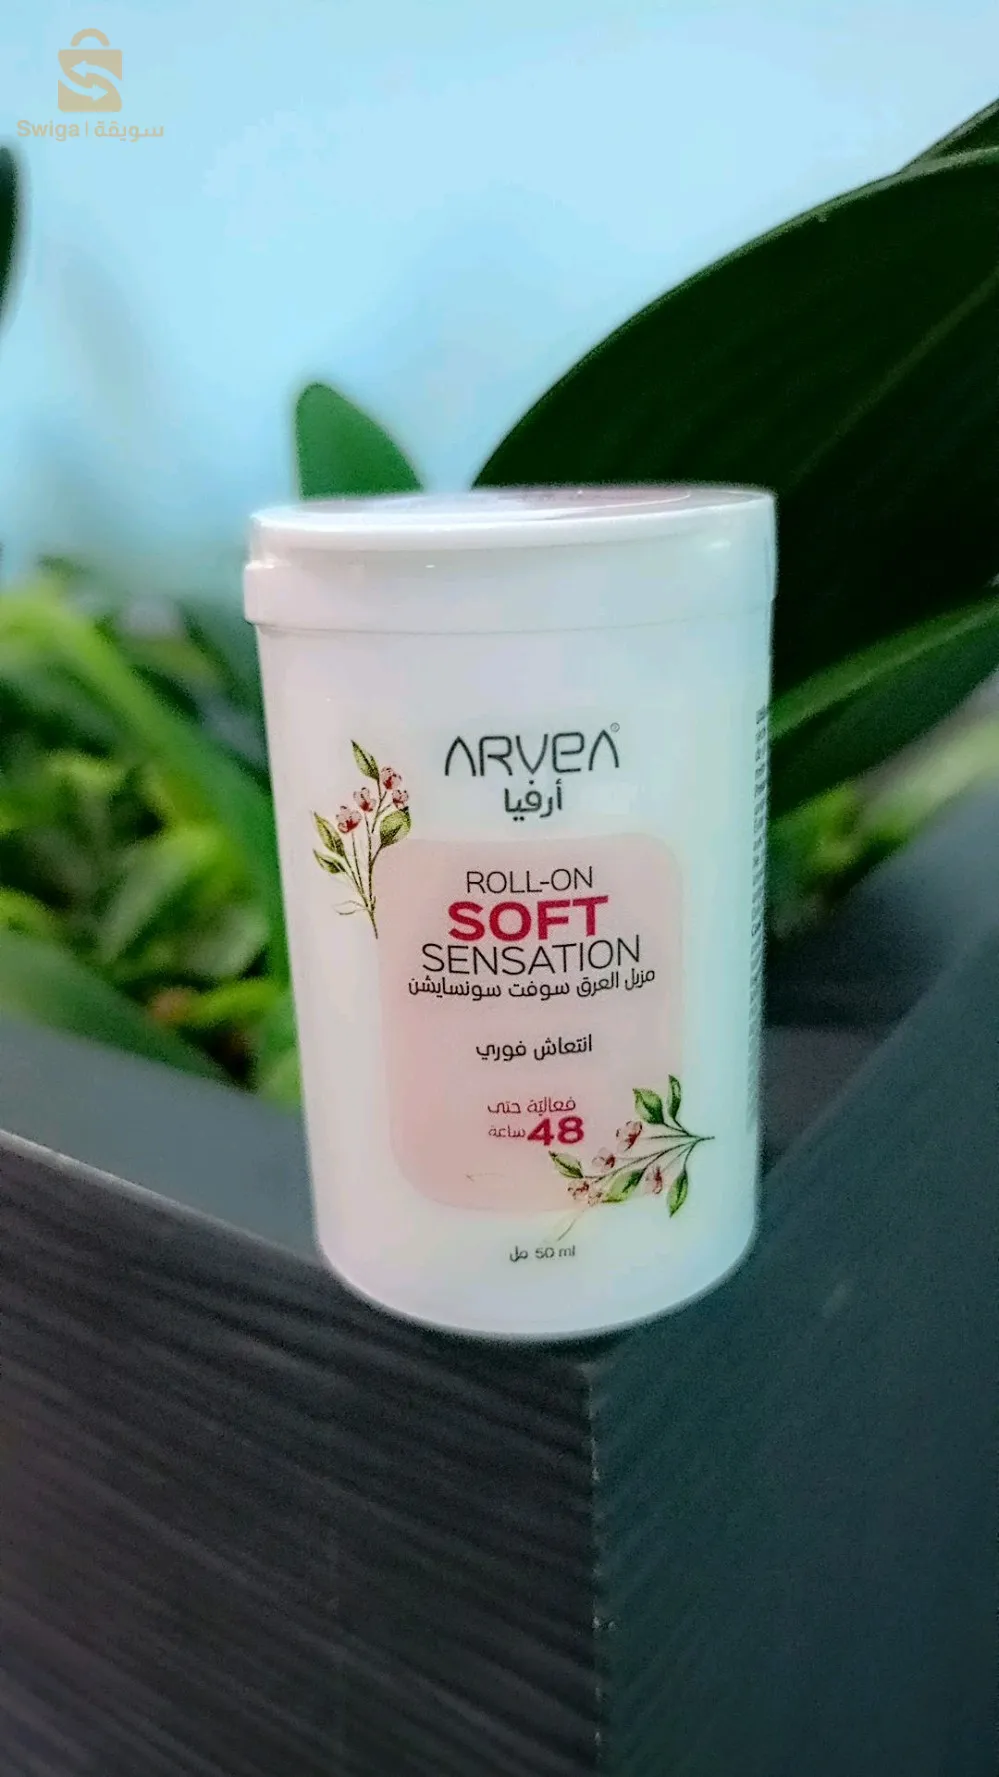 Swiga | سويقة
ARVEA®
أرفيا
ROLL-ON
SOFT
SENSATION
مزيل العرق سوفت سونسايشن
انتعاش فوري
فعالية حتى
48 ساعة
50 ml مل